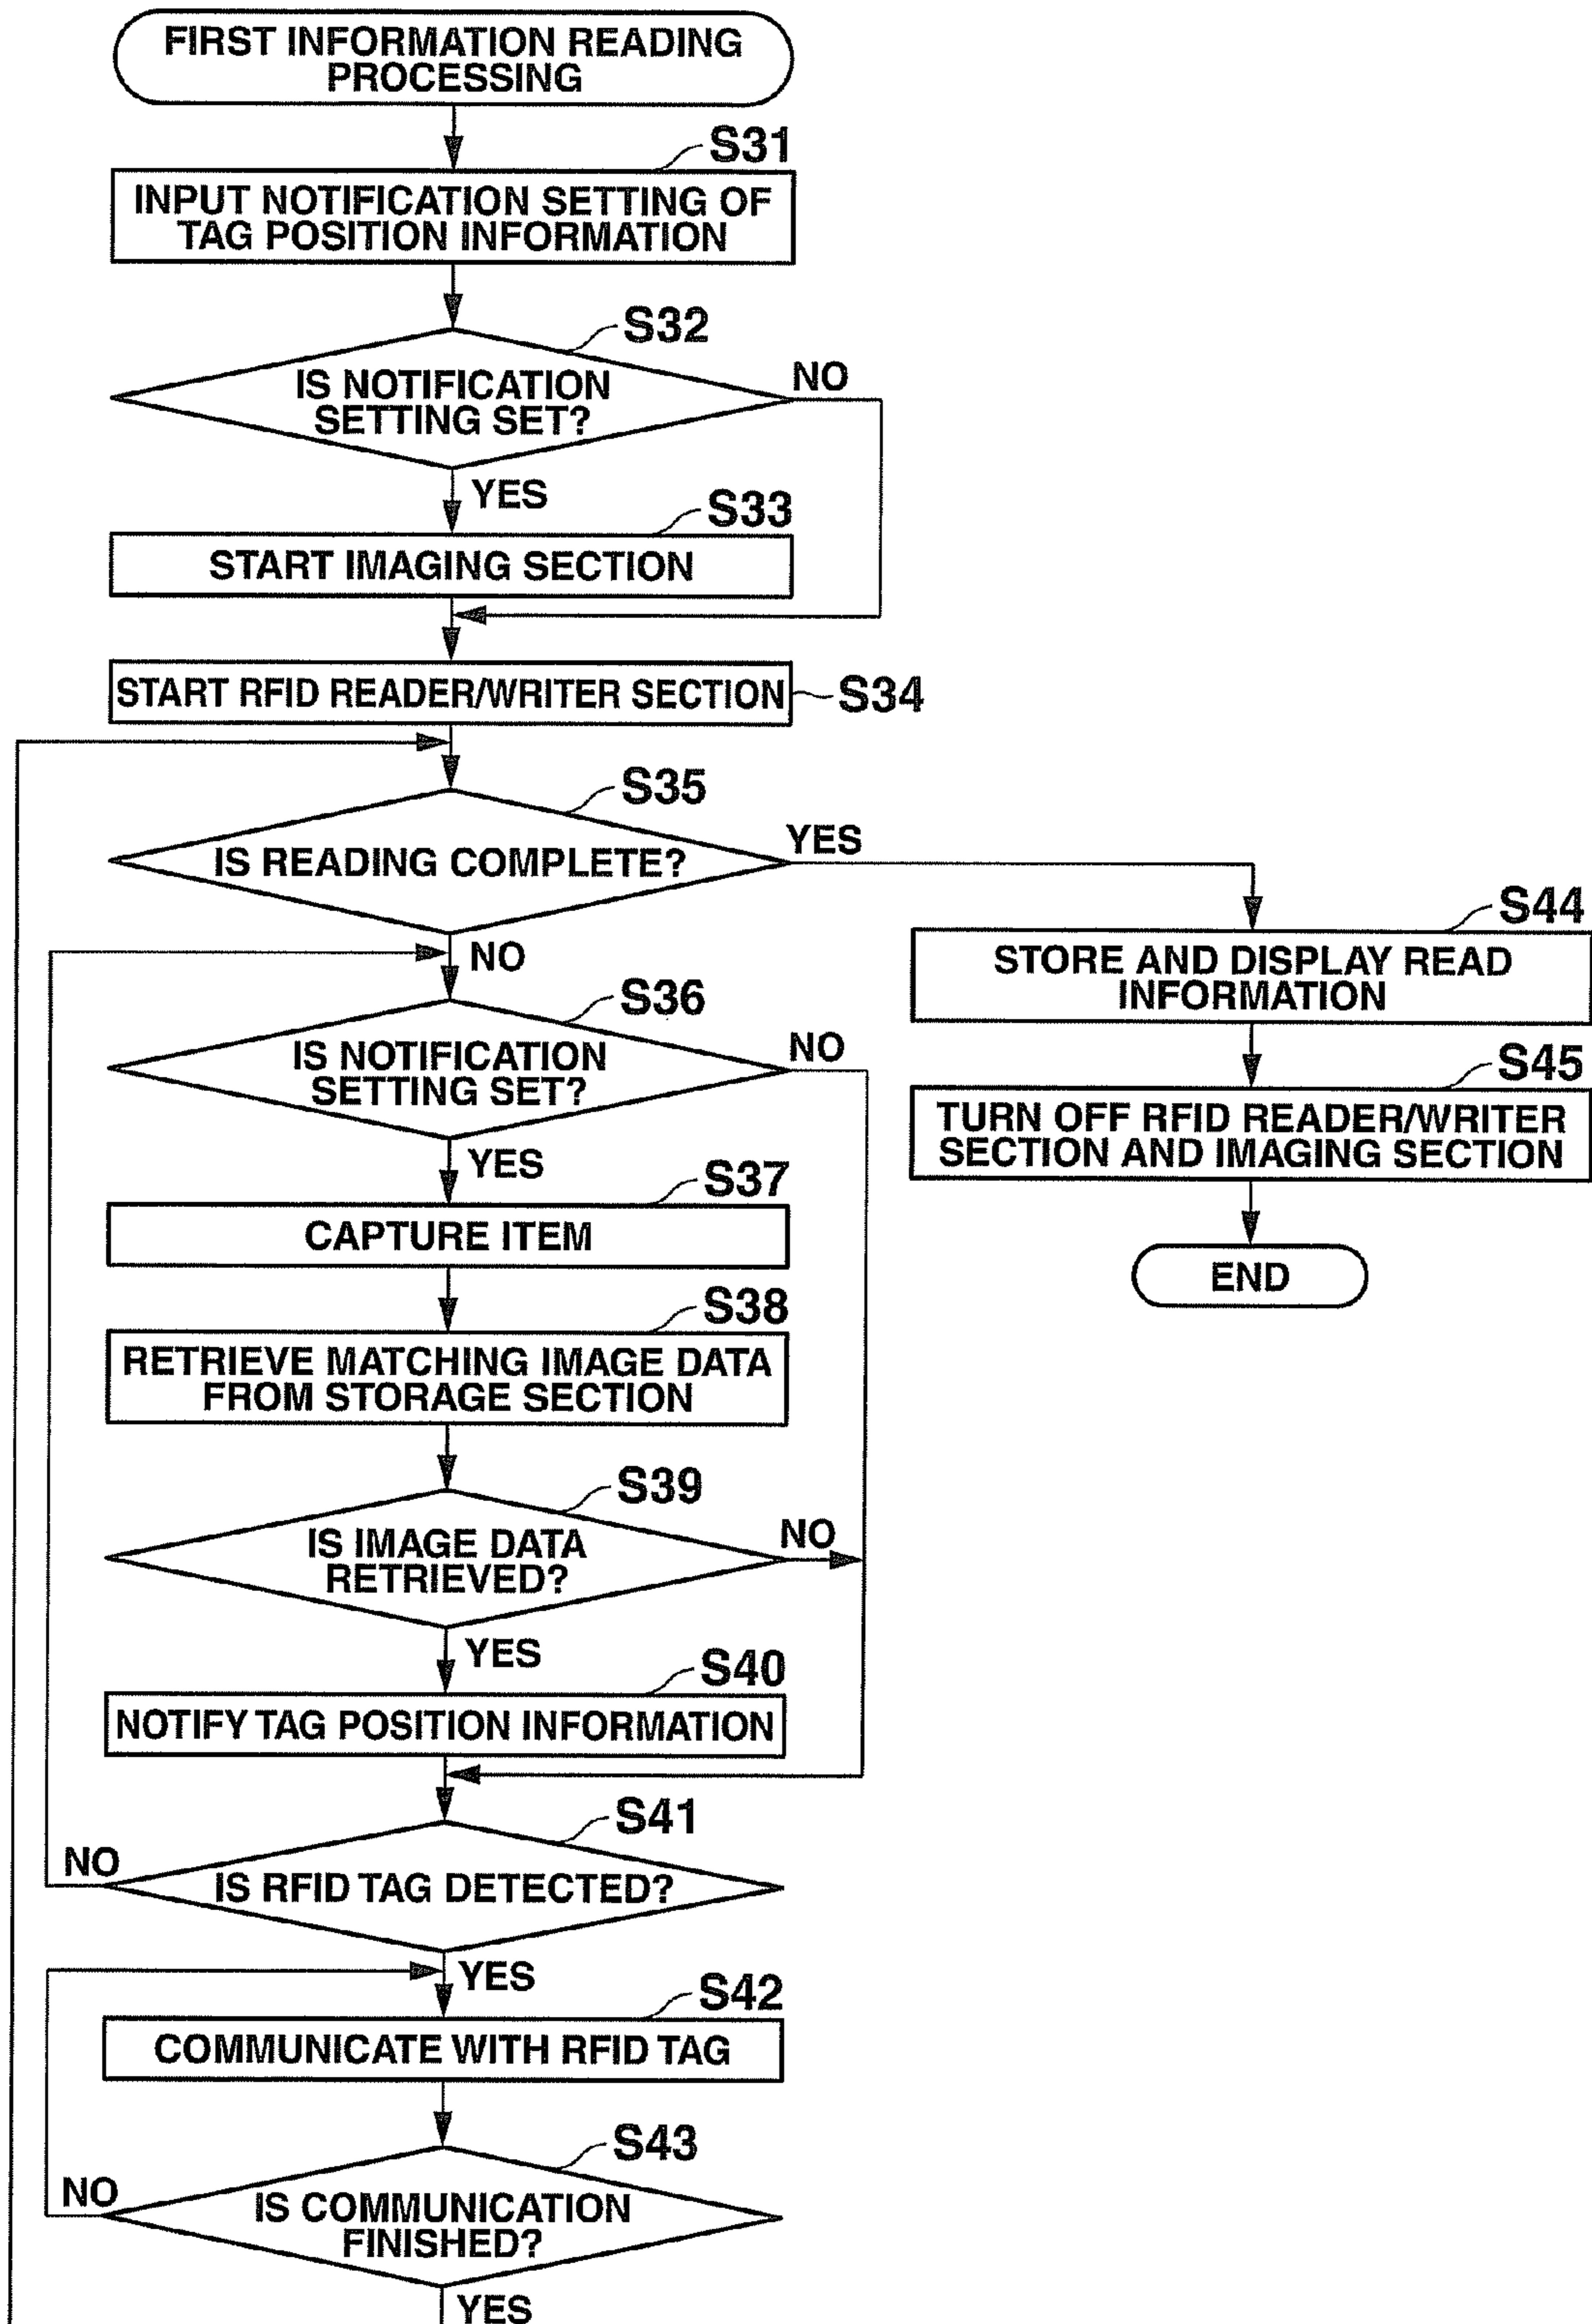 FIRST INFORMATION READING
PROCESSING
S31
INPUT NOTIFICATION SETTING OF
TAG POSITION INFORMATION
S32
IS NOTIFICATION
SETTING SET?
NO
YES
S33
START IMAGING SECTION
START RFID READER/WRITER SECTION
S34
S35
IS READING COMPLETE?
YES
NO
S44
STORE AND DISPLAY READ
INFORMATION
S36
IS NOTIFICATION
SETTING SET?
NO
YES
S45
TURN OFF RFID READER/WRITER
SECTION AND IMAGING SECTION
END
S37
CAPTURE ITEM
S38
RETRIEVE MATCHING IMAGE DATA
FROM STORAGE SECTION
S39
IS IMAGE DATA
RETRIEVED?
NO
YES
S40
NOTIFY TAG POSITION INFORMATION
S41
NO
IS RFID TAG DETECTED?
YES
S42
COMMUNICATE WITH RFID TAG
S43
NO
IS COMMUNICATION
FINISHED?
YES